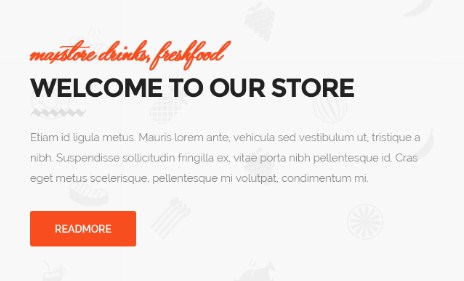 maxstore drinks, freshfood
WELCOME TO OUR STORE
Etiam id ligula metus. Mauris lorem ante, vehicula sed vestibulum ut, tristique a
nibh. Suspendisse sollicitudin fringilla ex, vitae porta nibh pellentesque id. Cras
eget metus scelerisque, pellentesque mi volutpat, condimentum mi.
READMORE